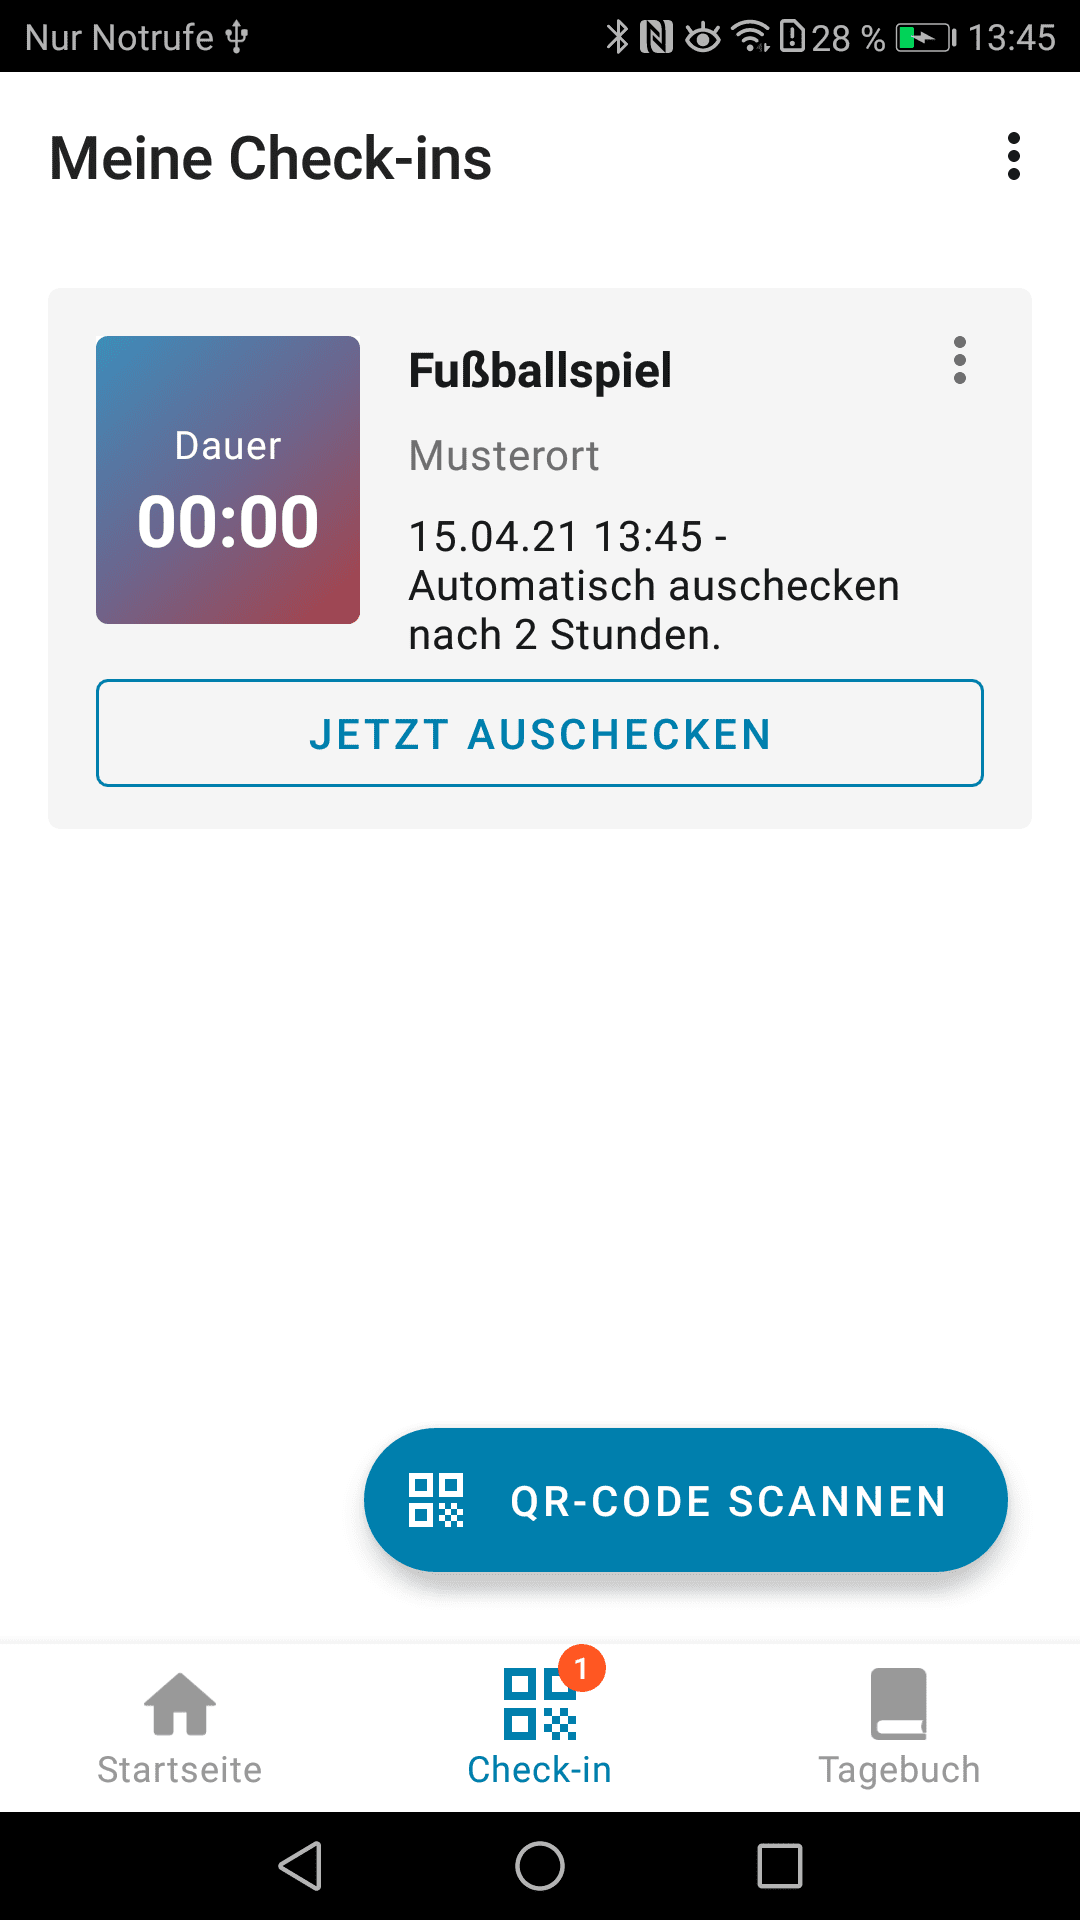 Nur Notrufe
28 %
13:45
Meine Check-ins
Dauer
00:00
Fußballspiel
Musterort
15.04.21 13:45 -
Automatisch auschecken
nach 2 Stunden.
JETZT AUSCHECKEN
QR-CODE SCANNEN
1
Startseite
Check-in
Tagebuch